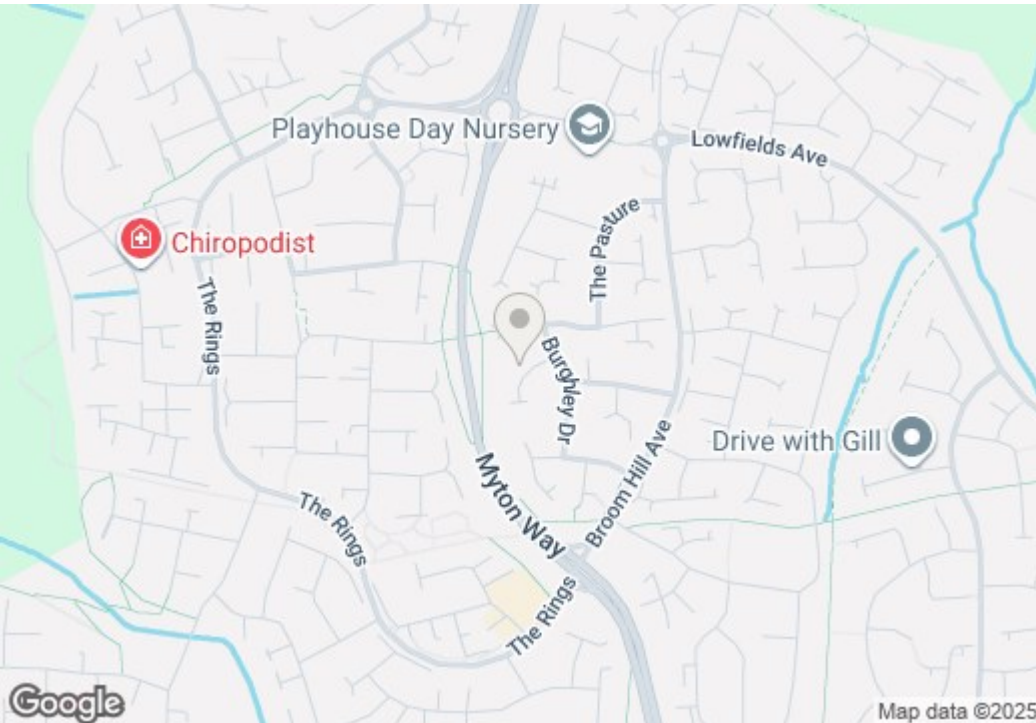 Playhouse Day Nursery
Lowfields Ave
The Pasture
Chiropodist
The Rings
Burghley Dr
Drive with Gill
Broom Hill Ave
Myton Way
The Rings
The Rings
Google
Map data ©2025